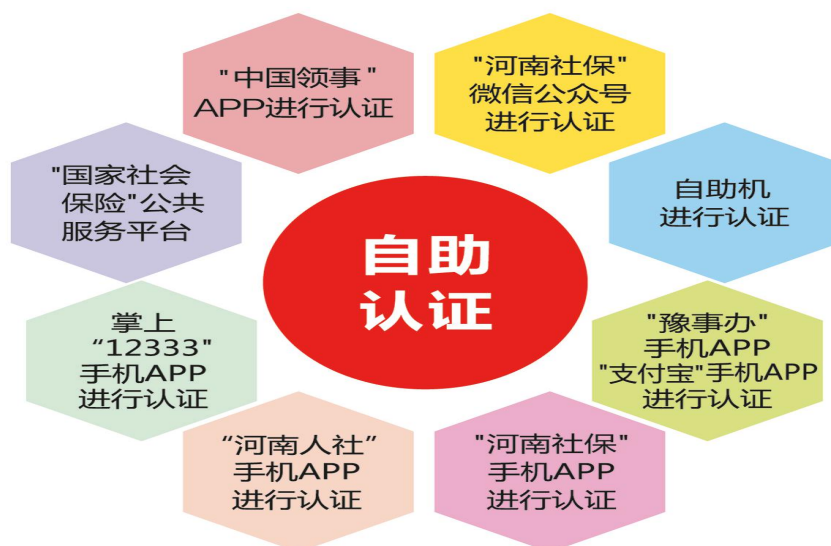 "中国领事"
APP进行认证
"河南社保"
微信公众号
进行认证
"国家社会
保险"公共
服务平台
自助机
进行认证
自助
认证
掌上
“12333"
手机APP
进行认证
"豫事办"
手机APP
"支付宝"手机APP
进行认证
“河南人社”
手机APP
进行认证
"河南社保"
手机APP
进行认证